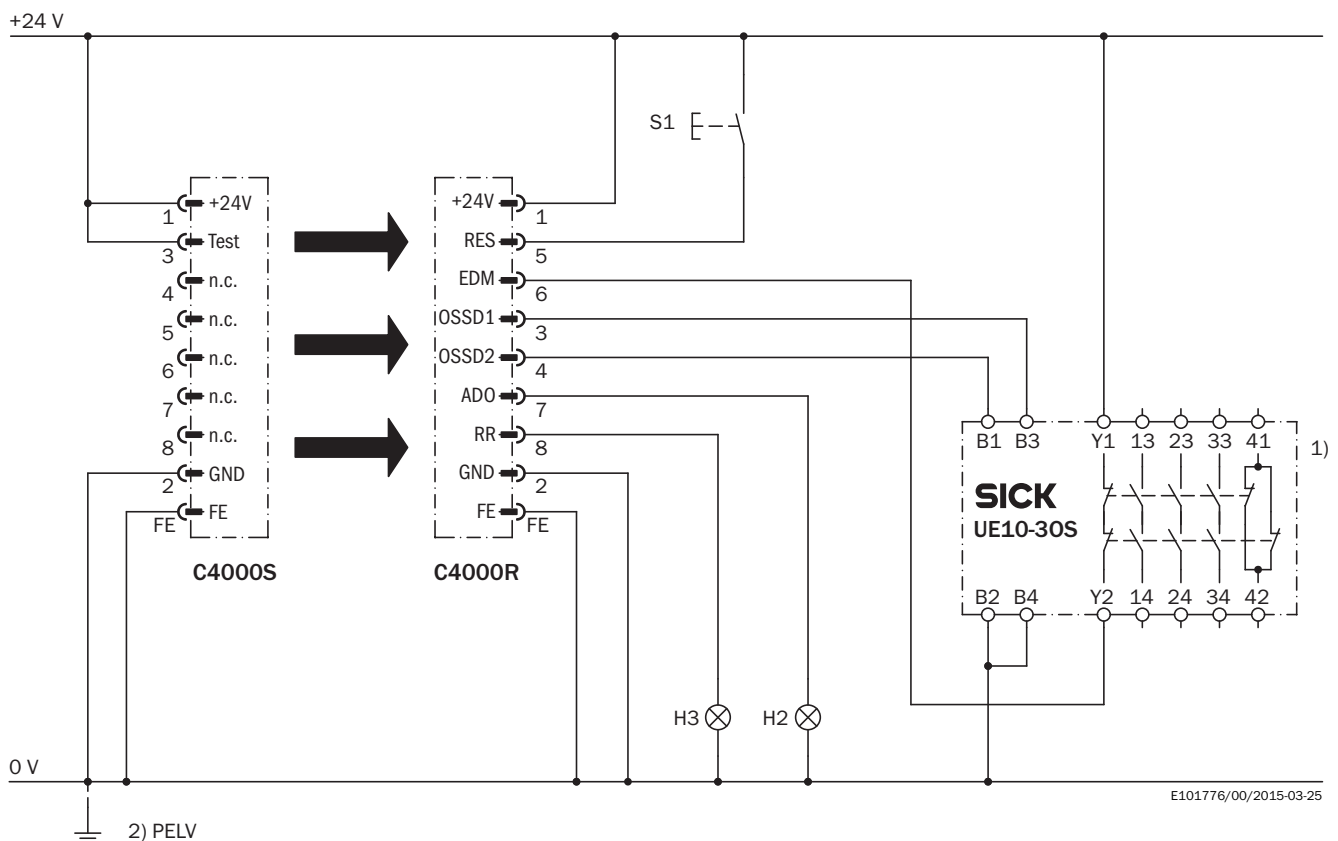 +24 V
S1
1 +24V
3 Test
4 n.c.
5 n.c.
6 n.c.
7 n.c.
8 n.c.
2 GND
FE FE
C4000S
+24V 1
RES 5
EDM 6
OSSD1 3
OSSD2 4
ADO 7
RR 8
GND 2
FE FE
C4000R
B1 B3 Y1 13 23 33 41
1)
SICK
UE10-30S
B2 B4 Y2 14 24 34 42
H3 H2
0 V
E101776/00/2015-03-25
2) PELV